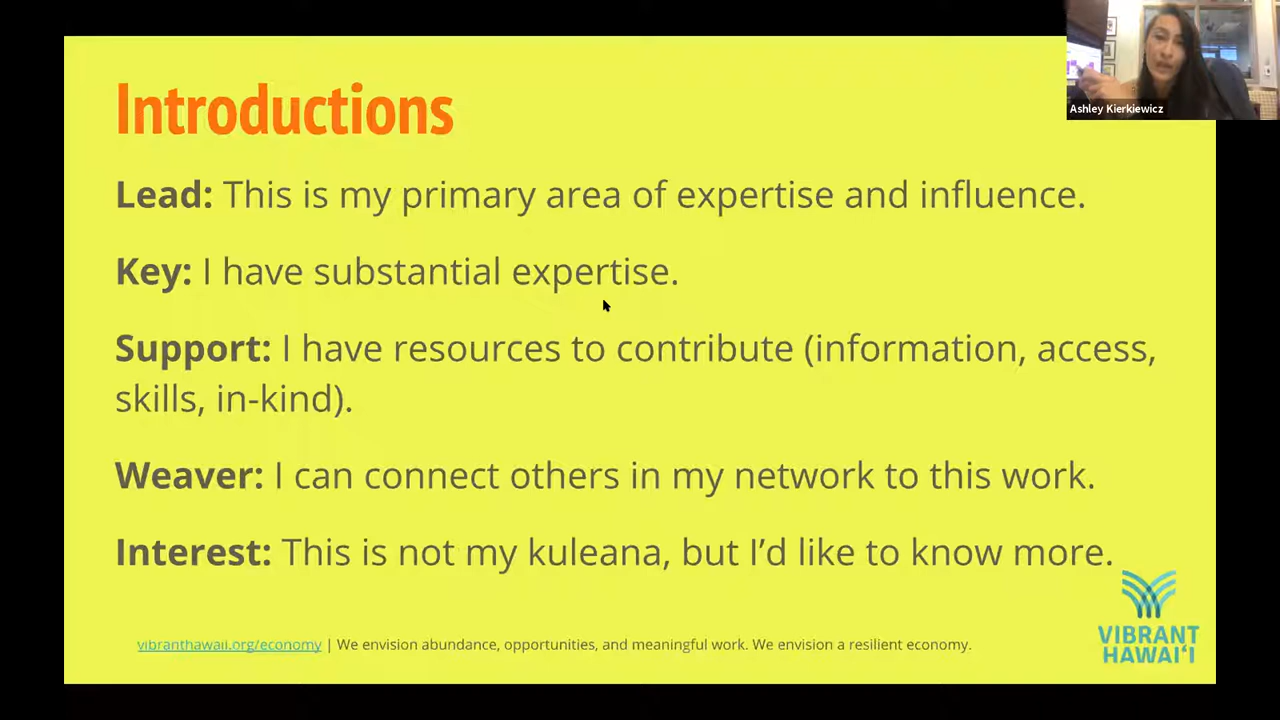 Ashley Kierkiewicz
Introductions
Lead: This is my primary area of expertise and influence.
Key: I have substantial expertise.
Support: I have resources to contribute (information, access,
skills, in-kind).
Weaver: I can connect others in my network to this work.
Interest: This is not my kuleana, but I’d like to know more.
vibranthawaii.org/economy | We envision abundance, opportunities, and meaningful work. We envision a resilient economy.
VIBRANT
HAWAIʻI